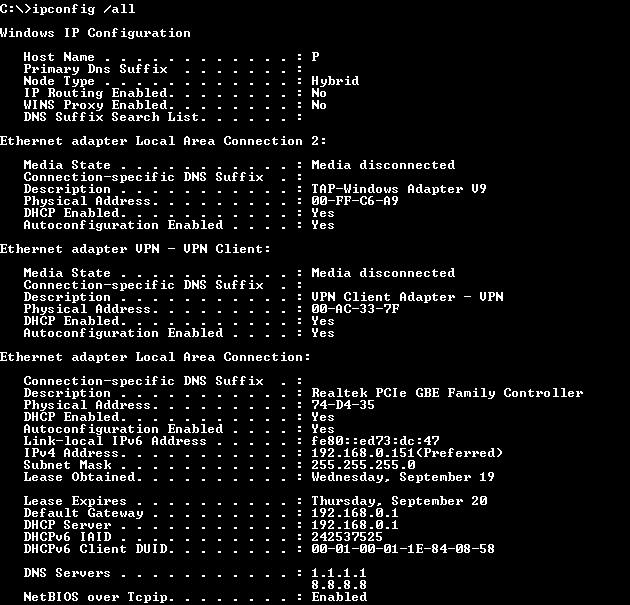 C:\>ipconfig /all
Windows IP Configuration
Host Name . . . . . . . . . . . . : P
Primary Dns Suffix . . . . . . . :
Node Type . . . . . . . . . . . . : Hybrid
IP Routing Enabled. . . . . . . . : No
WINS Proxy Enabled. . . . . . . . : No
DNS Suffix Search List. . . . . . :
Ethernet adapter Local Area Connection 2:
Media State . . . . . . . . . . . : Media disconnected
Connection-specific DNS Suffix . :
Description . . . . . . . . . . . : TAP-Windows Adapter V9
Physical Address. . . . . . . . . : 00-FF-C6-A9
DHCP Enabled. . . . . . . . . . . : Yes
Autoconfiguration Enabled . . . . : Yes
Ethernet adapter VPN - VPN Client:
Media State . . . . . . . . . . . : Media disconnected
Connection-specific DNS Suffix . :
Description . . . . . . . . . . . : VPN Client Adapter - VPN
Physical Address. . . . . . . . . : 00-AC-33-7F
DHCP Enabled. . . . . . . . . . . : Yes
Autoconfiguration Enabled . . . . : Yes
Ethernet adapter Local Area Connection:
Connection-specific DNS Suffix . :
Description . . . . . . . . . . . : Realtek PCIe GBE Family Controller
Physical Address. . . . . . . . . : 74-D4-35
DHCP Enabled. . . . . . . . . . . : Yes
Autoconfiguration Enabled . . . . : Yes
Link-local IPv6 Address . . . . . : fe80::ed73:dc:47
IPv4 Address. . . . . . . . . . . : 192.168.0.151(Preferred)
Subnet Mask . . . . . . . . . . . : 255.255.255.0
Lease Obtained. . . . . . . . . . : Wednesday, September 19
Lease Expires . . . . . . . . . . : Thursday, September 20
Default Gateway . . . . . . . . . : 192.168.0.1
DHCP Server . . . . . . . . . . . : 192.168.0.1
DHCPv6 IAID . . . . . . . . . . . : 242537525
DHCPv6 Client DUID. . . . . . . . : 00-01-00-01-1E-84-08-58
DNS Servers . . . . . . . . . . . : 1.1.1.1
8.8.8.8
NetBIOS over Tcpip. . . . . . . . : Enabled